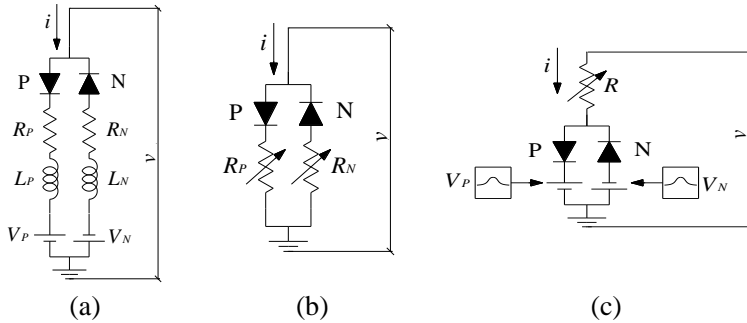 i
P N
R_P R_N
L_P L_N
V_P V_N
v
(a)
i
P N
R_P R_N
v
(b)
i
R
P N
V_P V_N
v
(c)